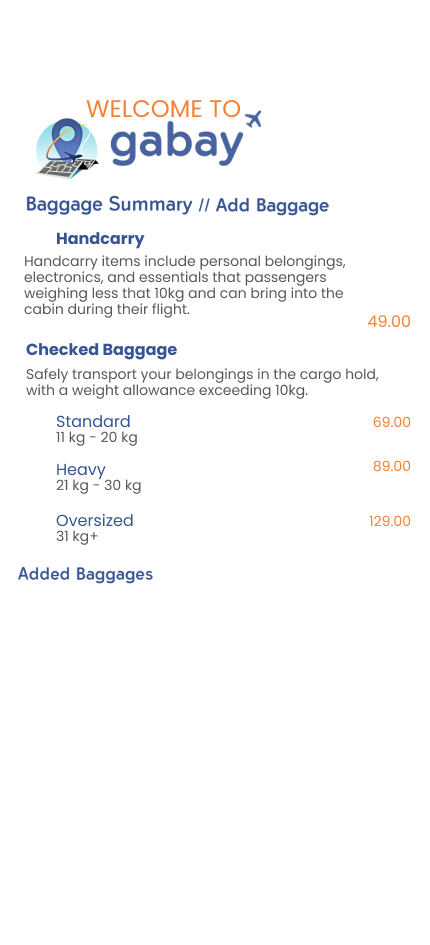 WELCOME TO
gabay
Baggage Summary // Add Baggage
Handcarry
Handcarry items include personal belongings,
electronics, and essentials that passengers
weighing less that 10kg and can bring into the
cabin during their flight.
49.00
Checked Baggage
Safely transport your belongings in the cargo hold,
with a weight allowance exceeding 10kg.
Standard 69.00
11 kg - 20 kg
Heavy 89.00
21 kg - 30 kg
Oversized 129.00
31 kg+
Added Baggages